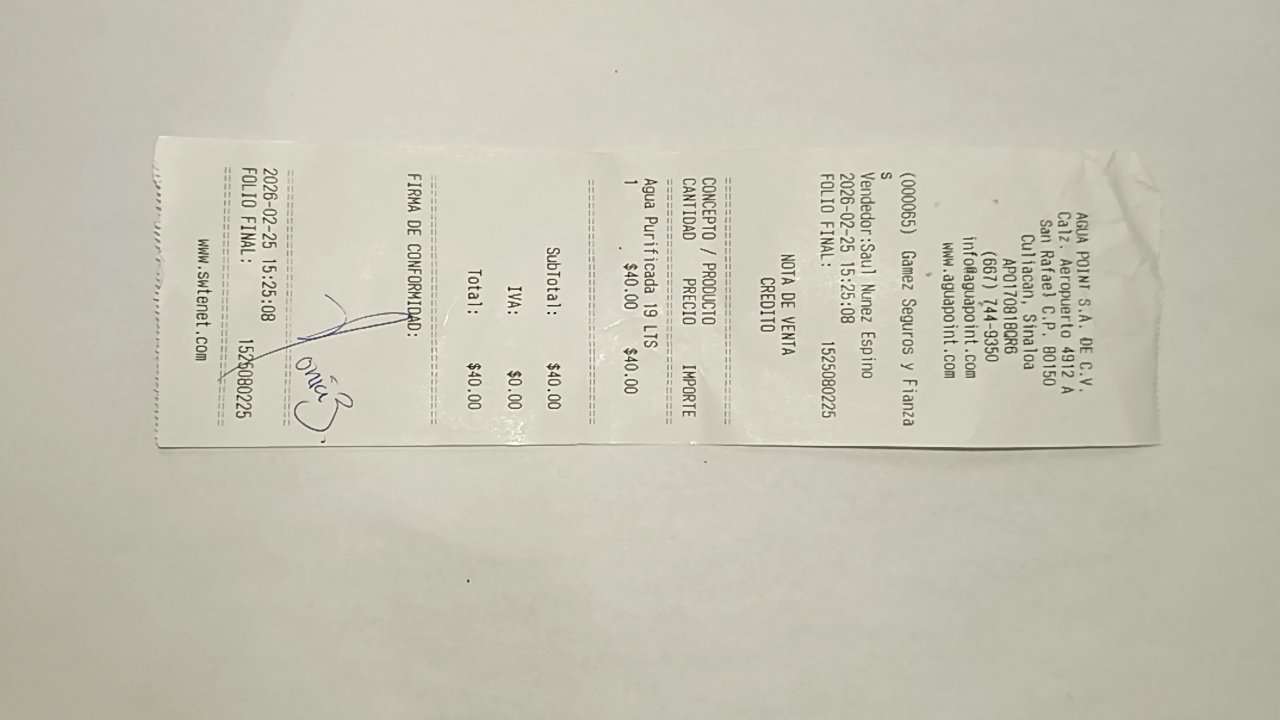 AGUA POINT S.A. DE C.V.
Calz. Aeropuerto 4912 A
San Rafael C.P. 80150
Culiacan, Sinaloa
APO170818QR6
(667) 744-9350
info@aguapoint.com
www.aguapoint.com
(000065) Gamez Seguros y Fianza
s
Vendedor:Saul Nunez Espino
2026-02-25 15:25:08
FOLIO FINAL: 1525080225
NOTA DE VENTA
CREDITO
CONCEPTO / PRODUCTO
CANTIDAD PRECIO IMPORTE
Agua Purificada 19 LTS
1 $40.00 $40.00
SubTotal: $40.00
IVA: $0.00
Total: $40.00
FIRMA DE CONFORMIDAD:
2026-02-25 15:25:08
FOLIO FINAL: 1525080225
www.swtenet.com